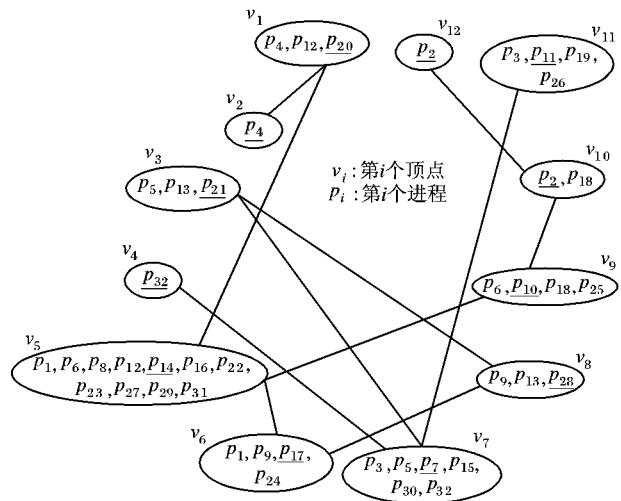 v1
p4,p12,p20
v12
p2
v11
p3,p11,p19,
p26
v2
p4
v3
p5,p13,p21
vi:第i个顶点
pi:第i个进程
v10
p2,p18
v4
p32
v9
p6,p10,p18,p25
v5
p1,p6,p8,p12,p14,p16,p22,
p23,p27,p29,p31
v8
p9,p13,p28
v6
p1,p9,p17,
p24
v7
p3,p5,p7,p15,
p30,p32